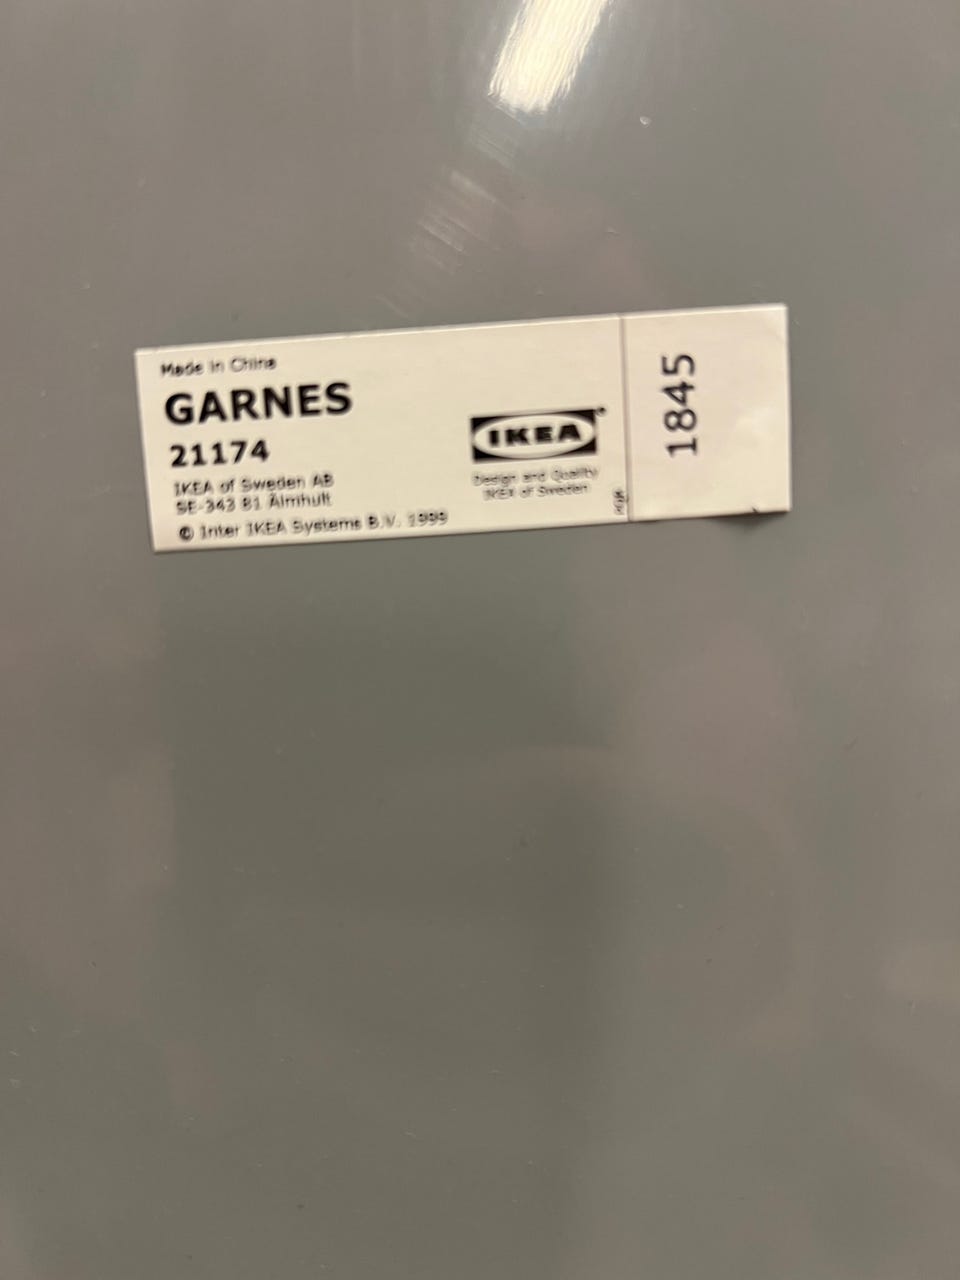 Made in China
GARNES
21174
IKEA of Sweden AB
SE-343 81 Älmhult
© Inter IKEA Systems B.V. 1999
IKEA®
Design and Quality
IKEA of Sweden
1845